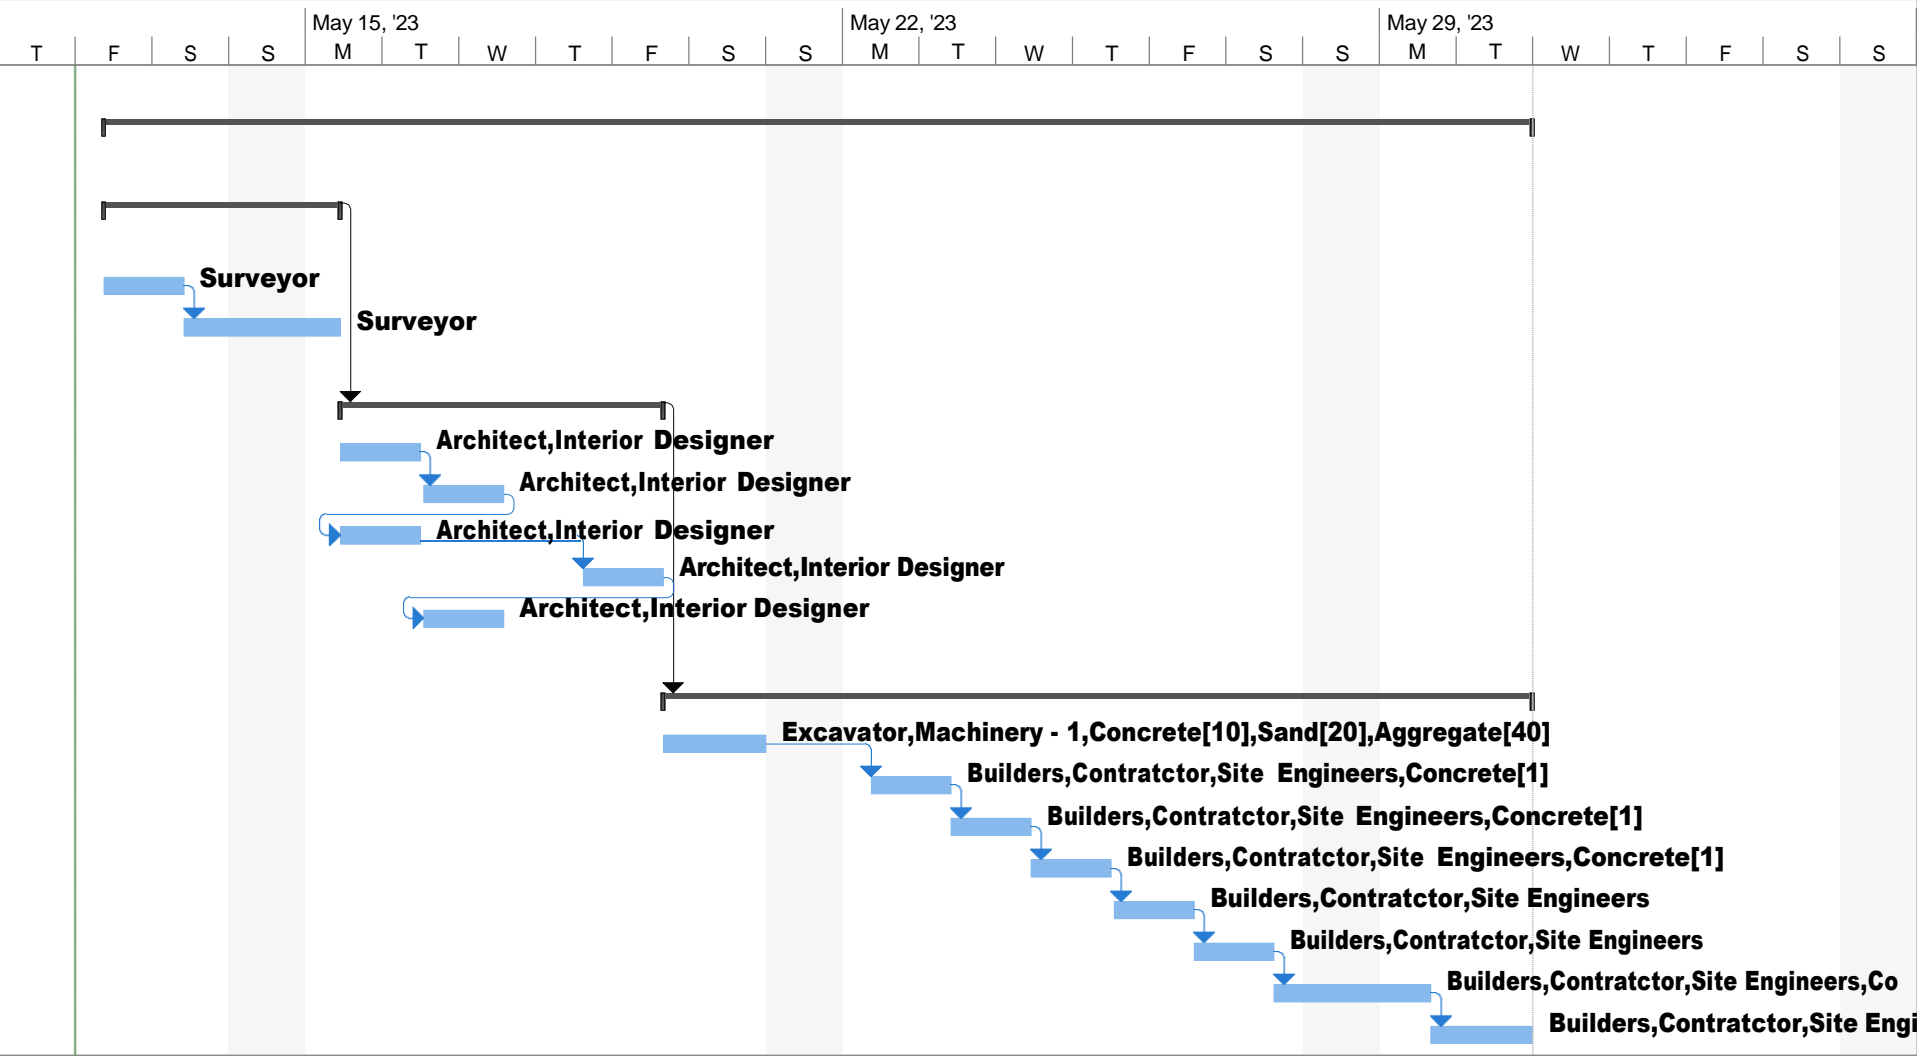 May 15, '23 May 22, '23 May 29, '23
T F S S M T W T F S S M T W T F S S M T W T F S S
Surveyor
Surveyor
Architect,Interior Designer
Architect,Interior Designer
Architect,Interior Designer
Architect,Interior Designer
Architect,Interior Designer
Excavator,Machinery - 1,Concrete[10],Sand[20],Aggregate[40]
Builders,Contratctor,Site Engineers,Concrete[1]
Builders,Contratctor,Site Engineers,Concrete[1]
Builders,Contratctor,Site Engineers,Concrete[1]
Builders,Contratctor,Site Engineers
Builders,Contratctor,Site Engineers
Builders,Contratctor,Site Engineers,Co
Builders,Contratctor,Site Engi